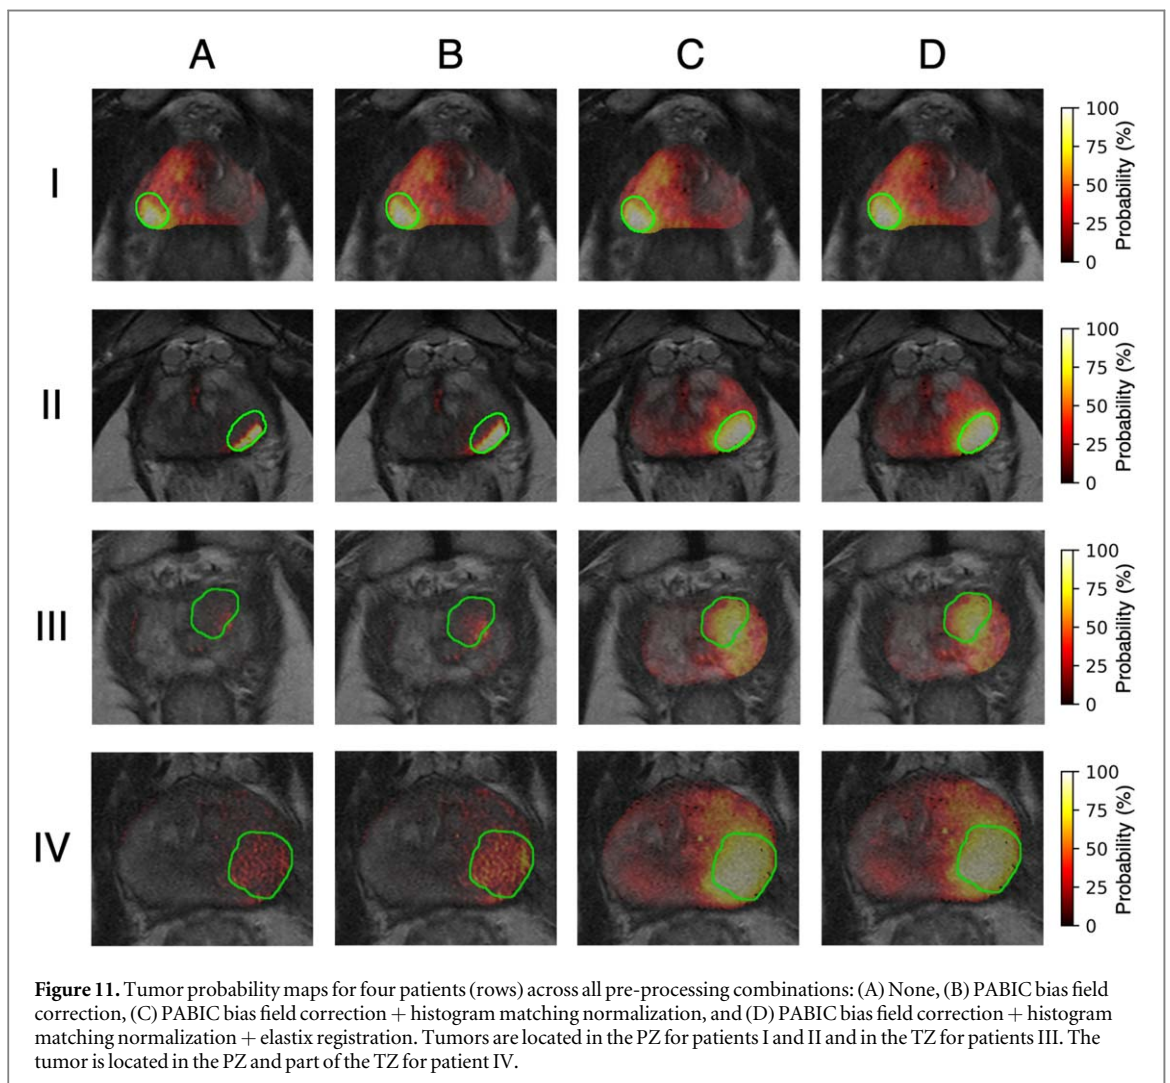 A B C D
I
100
75
50
25
0
Probability (%)
II
100
75
50
25
0
Probability (%)
III
100
75
50
25
0
Probability (%)
IV
100
75
50
25
0
Probability (%)
Figure 11. Tumor probability maps for four patients (rows) across all pre-processing combinations: (A) None, (B) PABIC bias field
correction, (C) PABIC bias field correction + histogram matching normalization, and (D) PABIC bias field correction + histogram
matching normalization + elastix registration. Tumors are located in the PZ for patients I and II and in the TZ for patients III. The
tumor is located in the PZ and part of the TZ for patient IV.